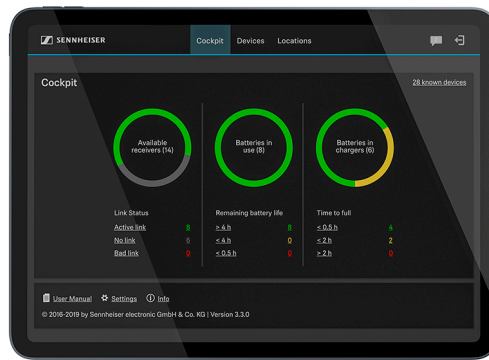 SENNHEISER
Cockpit Devices Locations
Cockpit
28 known devices
Available
receivers (14)
Batteries in
use (8)
Batteries in
chargers (6)
Link Status
Active link 8
No link 6
Bad link 0
Remaining battery life
> 4 h 8
< 4 h 0
< 0.5 h 0
Time to full
< 0.5 h 4
< 2 h 2
> 2 h 0
User Manual Settings Info
© 2016-2019 by Sennheiser electronic GmbH & Co. KG | Version 3.3.0